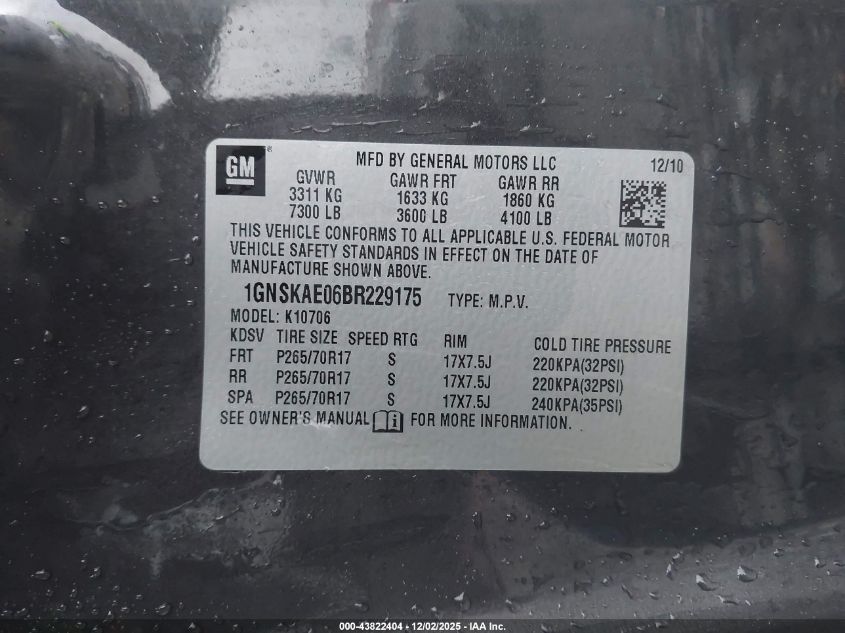 GM ®
MFD BY GENERAL MOTORS LLC 12/10
GVWR GAWR FRT GAWR RR
3311 KG 1633 KG 1860 KG
7300 LB 3600 LB 4100 LB
THIS VEHICLE CONFORMS TO ALL APPLICABLE U.S. FEDERAL MOTOR
VEHICLE SAFETY STANDARDS IN EFFECT ON THE DATE OF
MANUFACTURE SHOWN ABOVE.
1GNSKAE06BR229175 TYPE: M.P.V.
MODEL: K10706
KDSV TIRE SIZE SPEED RTG RIM COLD TIRE PRESSURE
FRT P265/70R17 S 17X7.5J 220KPA(32PSI)
RR P265/70R17 S 17X7.5J 220KPA(32PSI)
SPA P265/70R17 S 17X7.5J 240KPA(35PSI)
SEE OWNER'S MANUAL i FOR MORE INFORMATION.
000-43822404 - 12/02/2025 - IAA Inc.